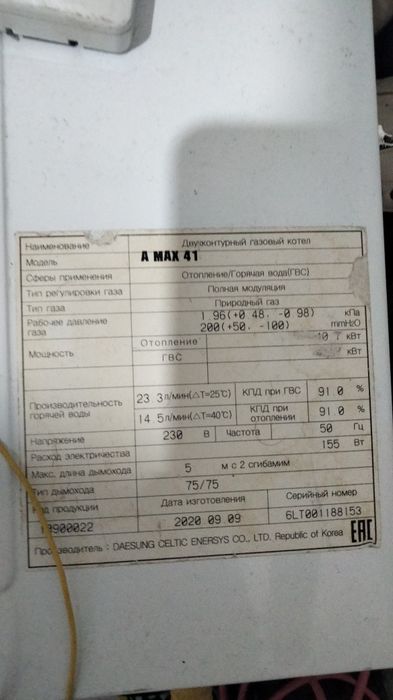 Наименование Двухконтурный газовый котел
Модель A MAX 41
Сферы применения Отопление/Горячая вода(ГВС)
Тип регулировки газа Полная модуляция
Тип газа Природный газ
Рабочее давление газа 1 96(+0 48. -0 98) кПа
200(+50. -100) mmH2O
Мощность Отопление кВт
ГВС кВт
Производительность горячей воды 23 3 л/мин(△T=25℃) КПД при ГВС 91.0 %
14.5 л/мин(△T=40℃) КПД при отоплении 91 0 %
Напряжение 230 В Частота 50 Гц
Расход электричества 155 Вт
Макс. длина дымохода 5 м с 2 сгибамим
Тип дымохода 75/75
Код продукции Дата изготовления Серийный номер
2020 09 09 6LT001188153
Производитель : DAESUNG CELTIC ENERSYS CO., LTD. Republic of Korea EAC